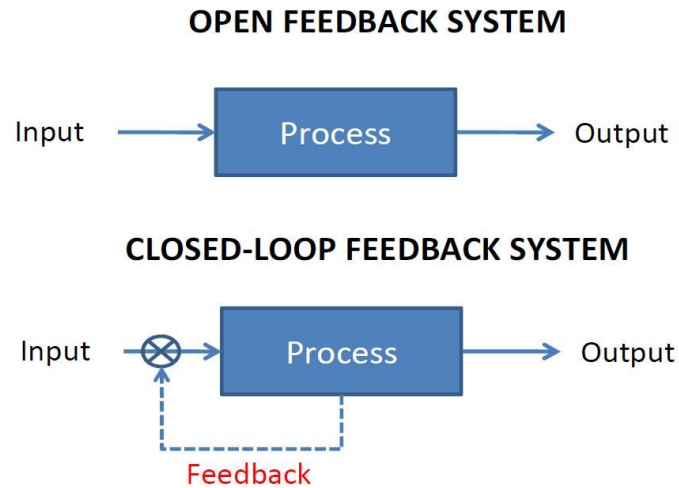 OPEN FEEDBACK SYSTEM
Input
Process
Output
CLOSED-LOOP FEEDBACK SYSTEM
Input
Process
Output
Feedback